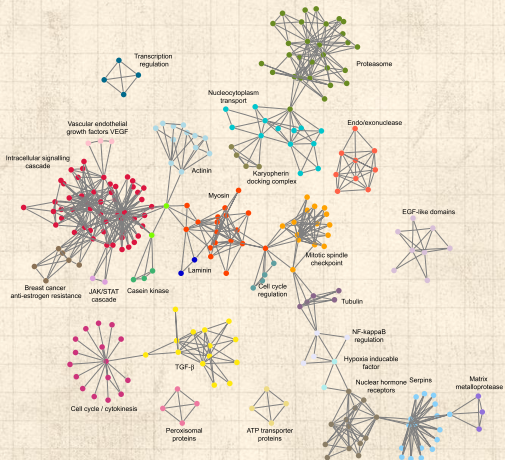 Transcription
regulation
Proteasome
Nucleocytoplasm
transport
Vascular endothelial
growth factors VEGF
Endo/exonuclease
Intracellular signalling
cascade
Actinin
Karyopherin
docking complex
Myosin
EGF-like domains
Mitotic spindle
checkpoint
Laminin
Breast cancer
anti-estrogen resistance
JAK/STAT
cascade
Casein kinase
Cell cycle
regulation
Tubulin
NF-kappaB
regulation
Hypoxia inducable
factor
TGF-β
Nuclear hormone
receptors
Serpins
Matrix
metalloprotease
Cell cycle / cytokinesis
Peroxisomal
proteins
ATP transporter
proteins